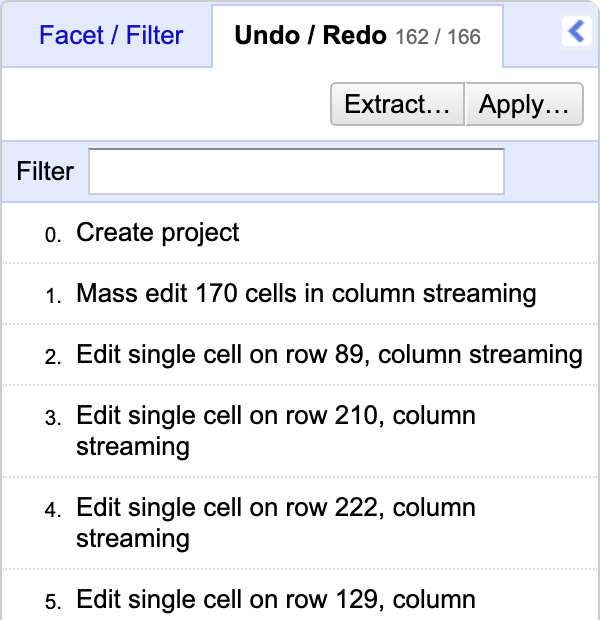 Facet / Filter Undo / Redo 162 / 166
Extract... Apply...
Filter
0. Create project
1. Mass edit 170 cells in column streaming
2. Edit single cell on row 89, column streaming
3. Edit single cell on row 210, column
streaming
4. Edit single cell on row 222, column
streaming
5. Edit single cell on row 129, column